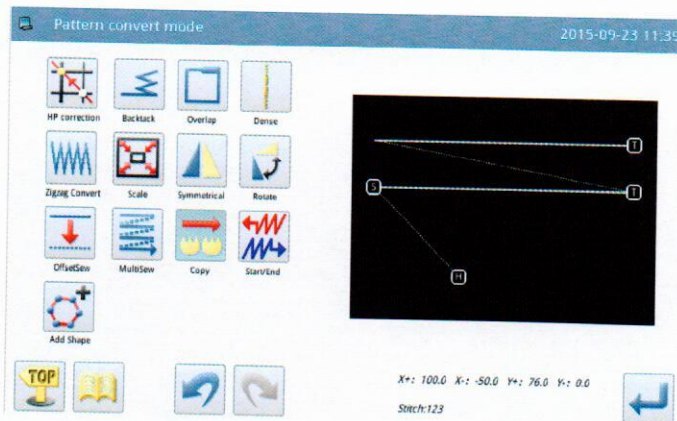 Pattern convert mode
2015-09-23 11:39
HP correction
Backtack
Overlap
Dense
Zigzag Convert
Scale
Symmetrical
Rotate
OffsetSew
MultiSew
Copy
Start/End
Add Shape
T
S
T
H
TOP
X+: 100.0 X-: -50.0 Y+: 76.0 Y-: 0.0
Stitch:123